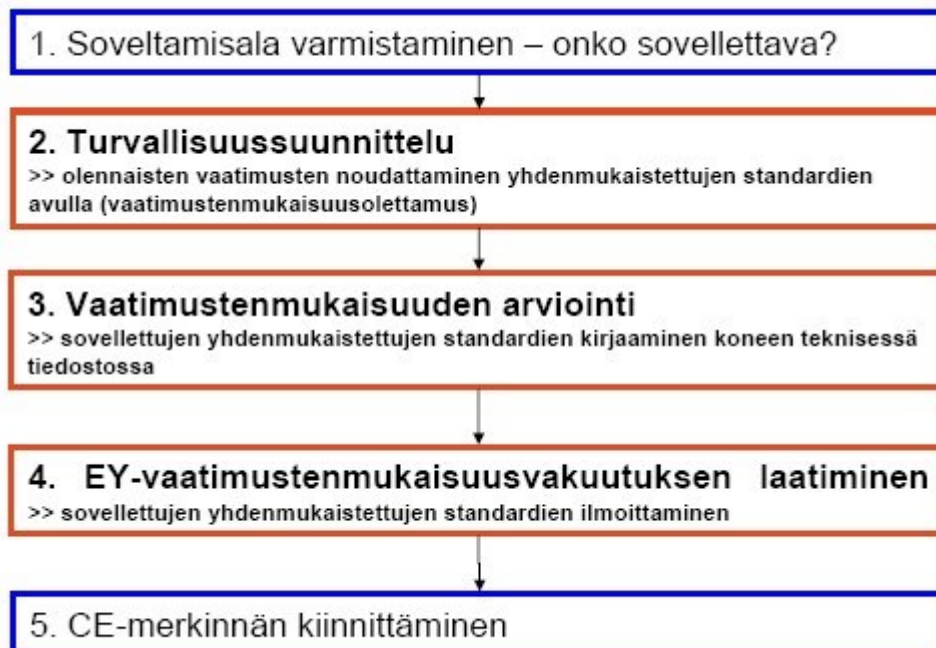 1. Soveltamisala varmistaminen – onko sovellettava?
2. Turvallisuussuunnittelu
>> olennaisten vaatimusten noudattaminen yhdenmukaistettujen standardien
avulla (vaatimustenmukaisuusolettamus)
3. Vaatimustenmukaisuuden arviointi
>> sovellettujen yhdenmukaistettujen standardien kirjaaminen koneen teknisessä
tiedostossa
4. EY-vaatimustenmukaisuusvakuutuksen laatiminen
>> sovellettujen yhdenmukaistettujen standardien ilmoittaminen
5. CE-merkinnän kiinnittäminen